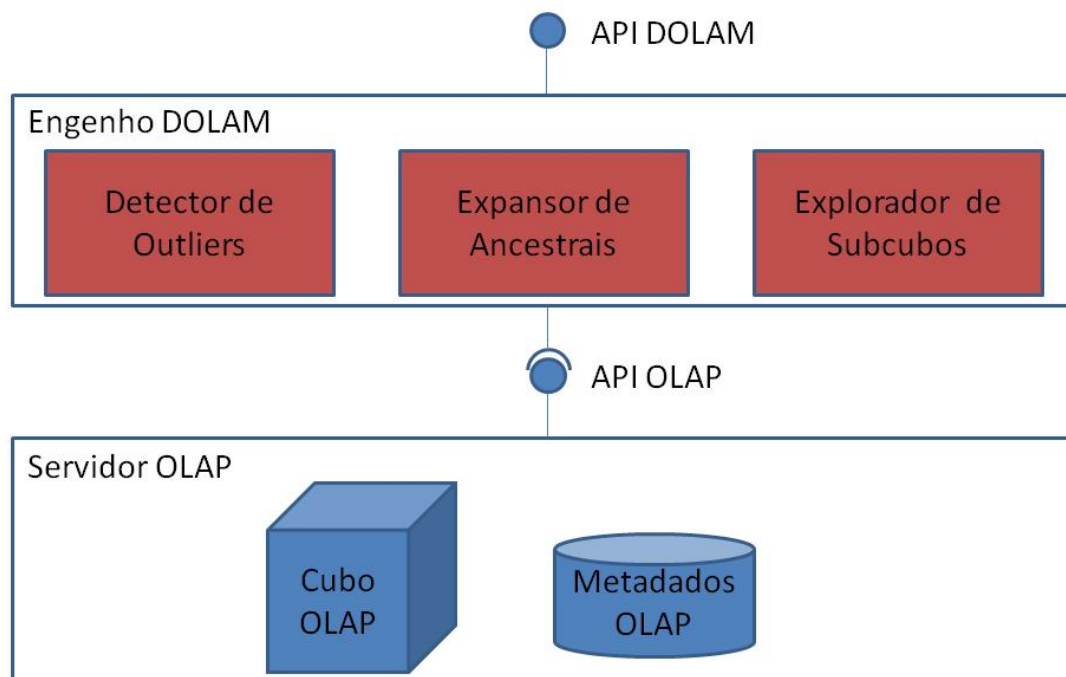 API DOLAM
Engenho DOLAM
Detector de
Outliers
Expansor de
Ancestrais
Explorador de
Subcubos
API OLAP
Servidor OLAP
Cubo
OLAP
Metadados
OLAP